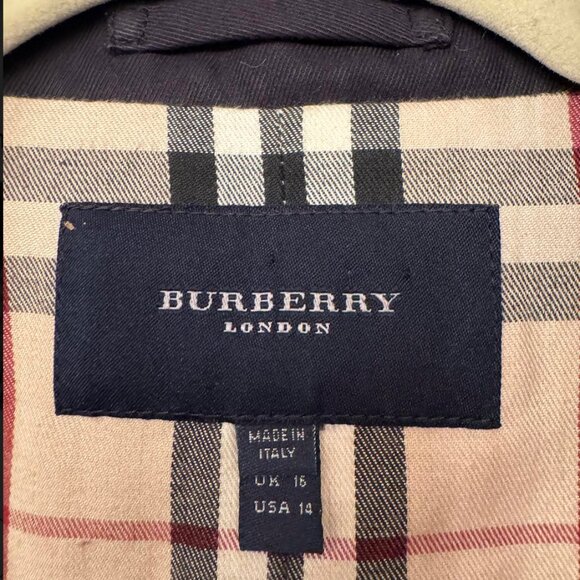 BURBERRY
LONDON
MADE IN
ITALY
UK 16
USA 14